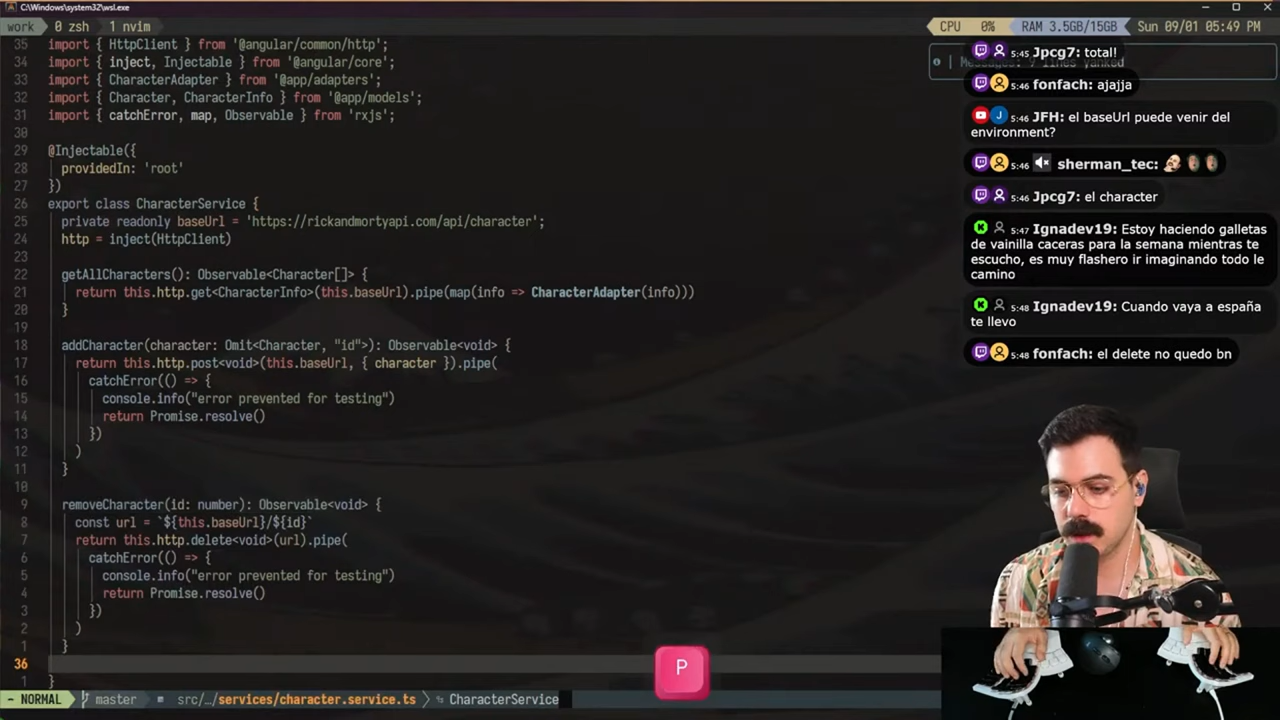 C:\Windows\system32\wsl.exe
work 0 zsh 1 nvim
CPU 0% RAM 3.5GB/15GB Sun 09/01 05:49 PM
35 import { HttpClient } from '@angular/common/http';
34 import { inject, Injectable } from '@angular/core';
33 import { CharacterAdapter } from '@app/adapters';
32 import { Character, CharacterInfo } from '@app/models';
31 import { catchError, map, Observable } from 'rxjs';
30
29 @Injectable({
28 providedIn: 'root'
27 })
26 export class CharacterService {
25 private readonly baseUrl = 'https://rickandmortyapi.com/api/character';
24 http = inject(HttpClient)
23
22 getAllCharacters(): Observable<Character[]> {
21 return this.http.get<CharacterInfo>(this.baseUrl).pipe(map(info => CharacterAdapter(info)))
20 }
19
18 addCharacter(character: Omit<Character, "id">): Observable<void> {
17 return this.http.post<void>(this.baseUrl, { character }).pipe(
16 catchError(() => {
15 console.info("error prevented for testing")
14 return Promise.resolve()
13 })
12 )
11 }
10
9 removeCharacter(id: number): Observable<void> {
8 const url = `${this.baseUrl}/${id}`
7 return this.http.delete<void>(url).pipe(
6 catchError(() => {
5 console.info("error prevented for testing")
4 return Promise.resolve()
3 })
2 )
1 }
36
1 }
- NORMAL master src/…/services/character.service.ts CharacterService
P
5:45 Jpcg7: total!
lines yanked
5:46 fonfach: ajajja
5:46 JFH: el baseUrl puede venir del
environment?
5:46 sherman_tec:
5:46 Jpcg7: el character
5:47 Ignadev19: Estoy haciendo galletas
de vainilla caceras para la semana mientras te
escucho, es muy flashero ir imaginando todo le
camino
5:48 Ignadev19: Cuando vaya a españa
te llevo
5:48 fonfach: el delete no quedo bn